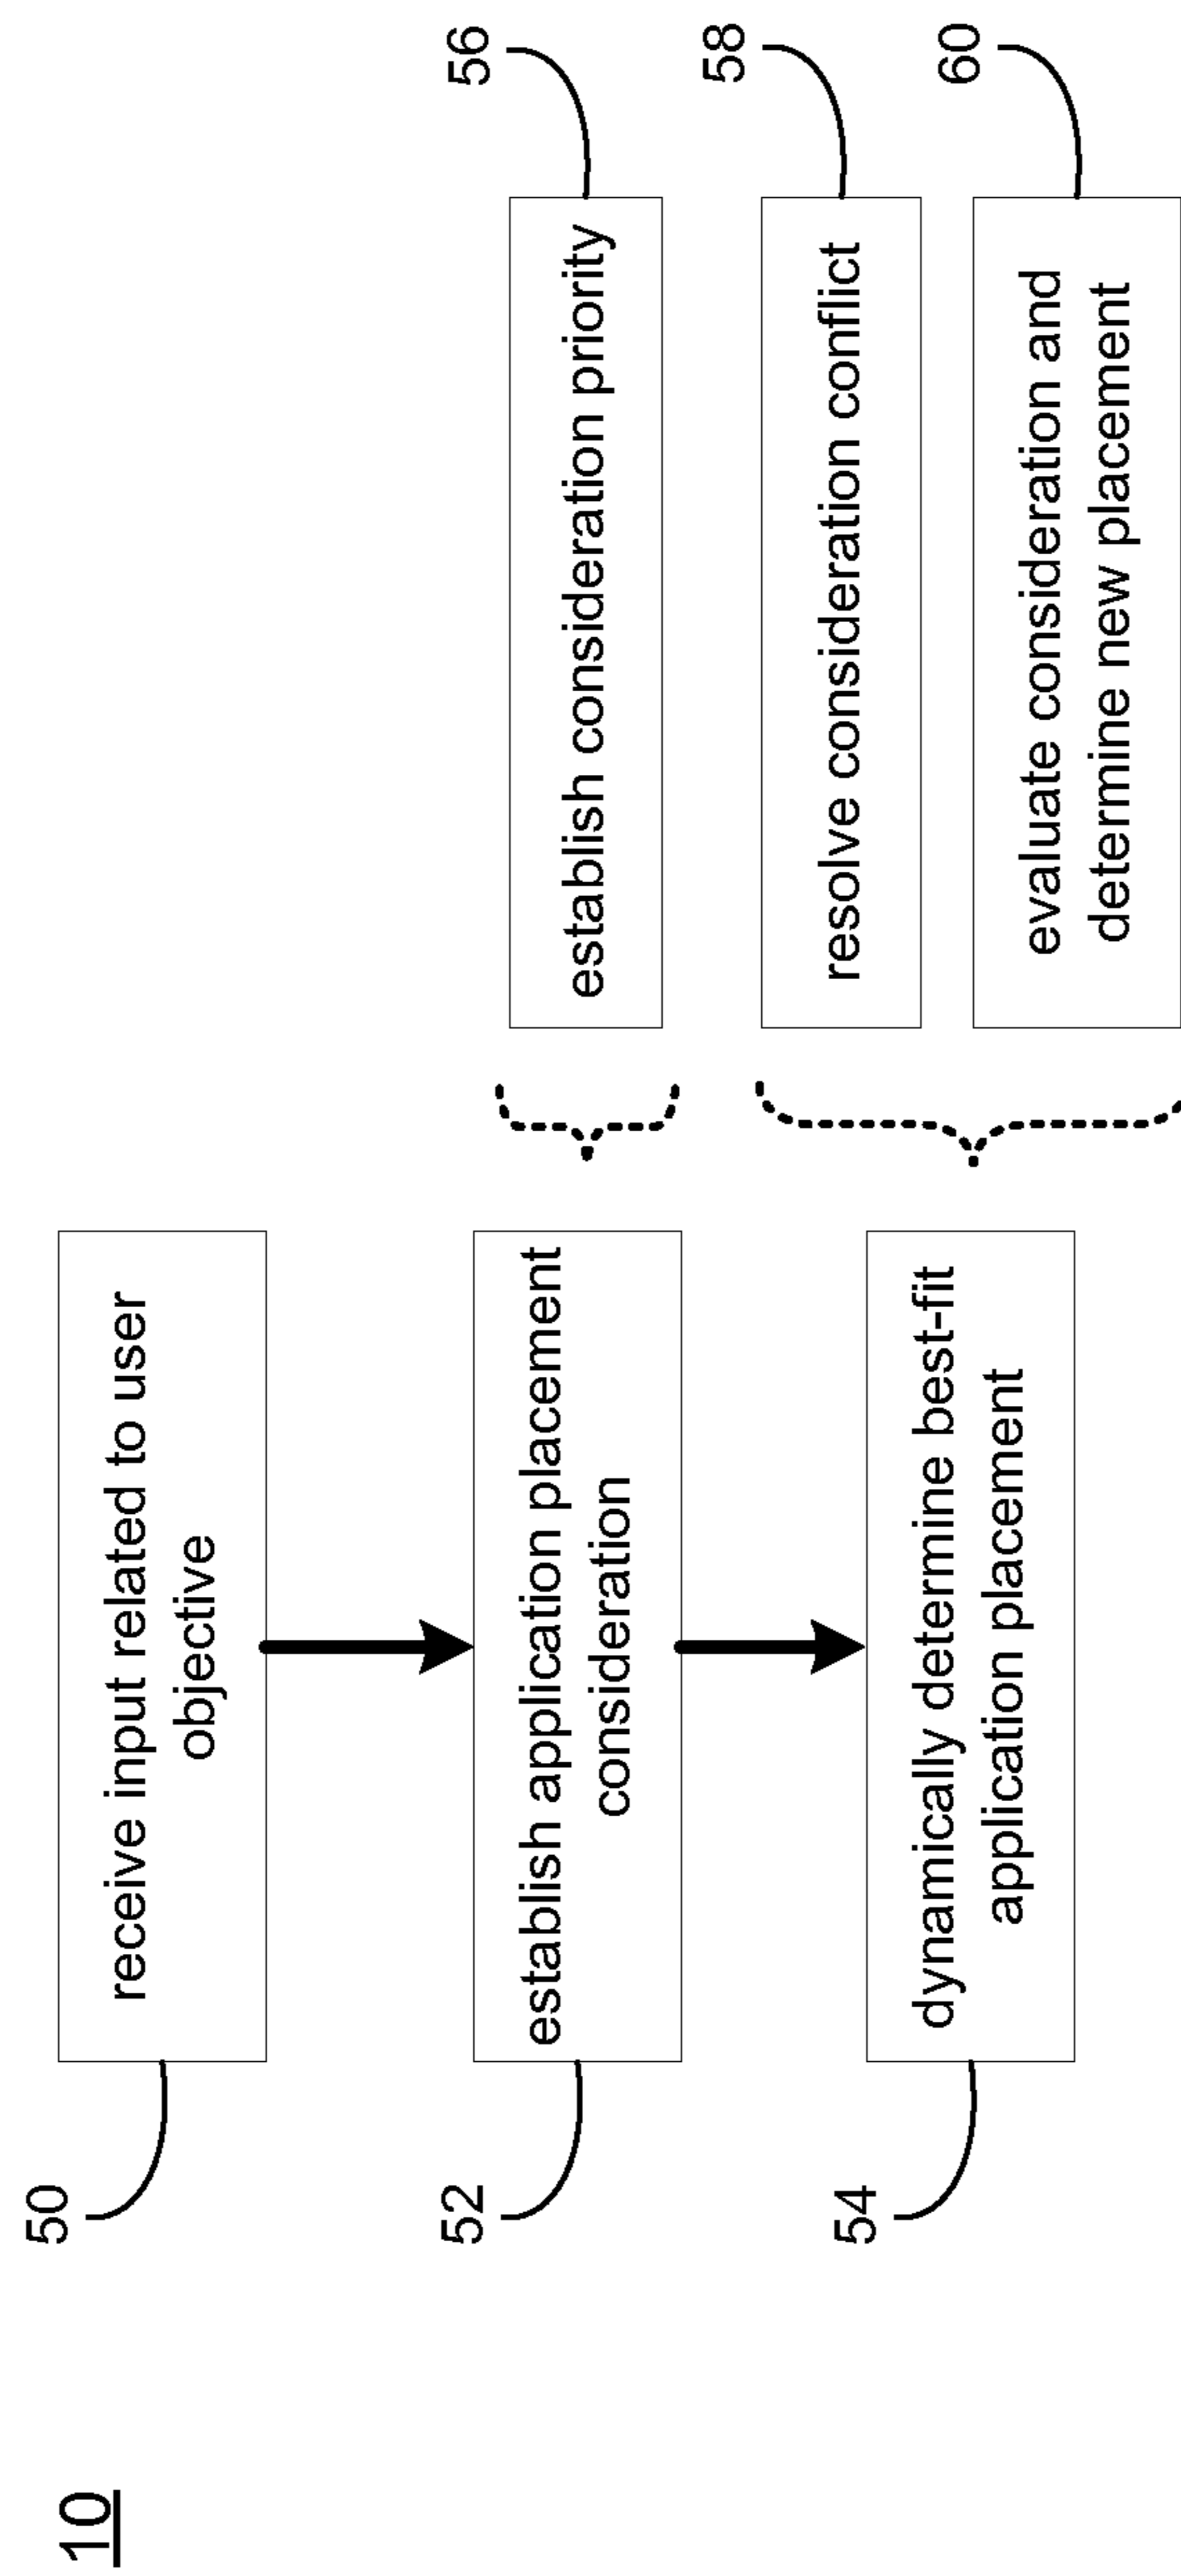 10
50
receive input related to user
objective
52
establish application placement
consideration
56
establish consideration priority
54
dynamically determine best-fit
application placement
58
resolve consideration conflict
60
evaluate consideration and
determine new placement